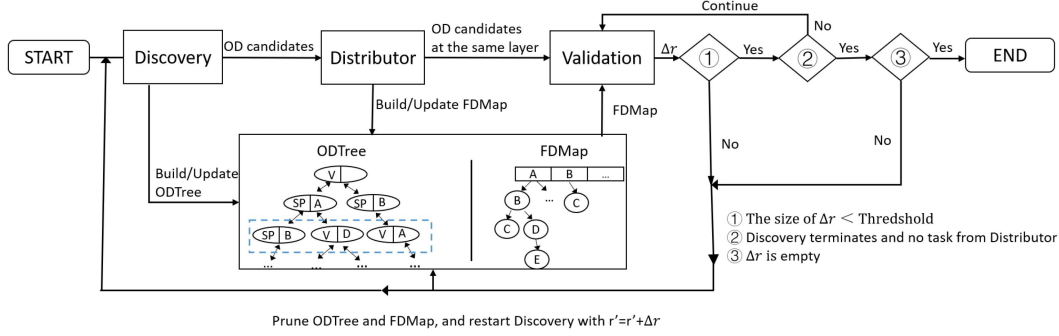 Continue
No
START
Discovery
OD candidates
Distributor
OD candidates
at the same layer
Validation
Δr
①
Yes
②
Yes
③
Yes
END
Build/Update FDMap
FDMap
No
No
Build/Update
ODTree
ODTree
V
SP A
SP B
SP B
V D
V A
... ... ... ...
FDMap
A B ...
B ... C
C D
E
① The size of Δr < Thredshold
② Discovery terminates and no task from Distributor
③ Δr is empty
Prune ODTree and FDMap, and restart Discovery with r'=r'+Δr